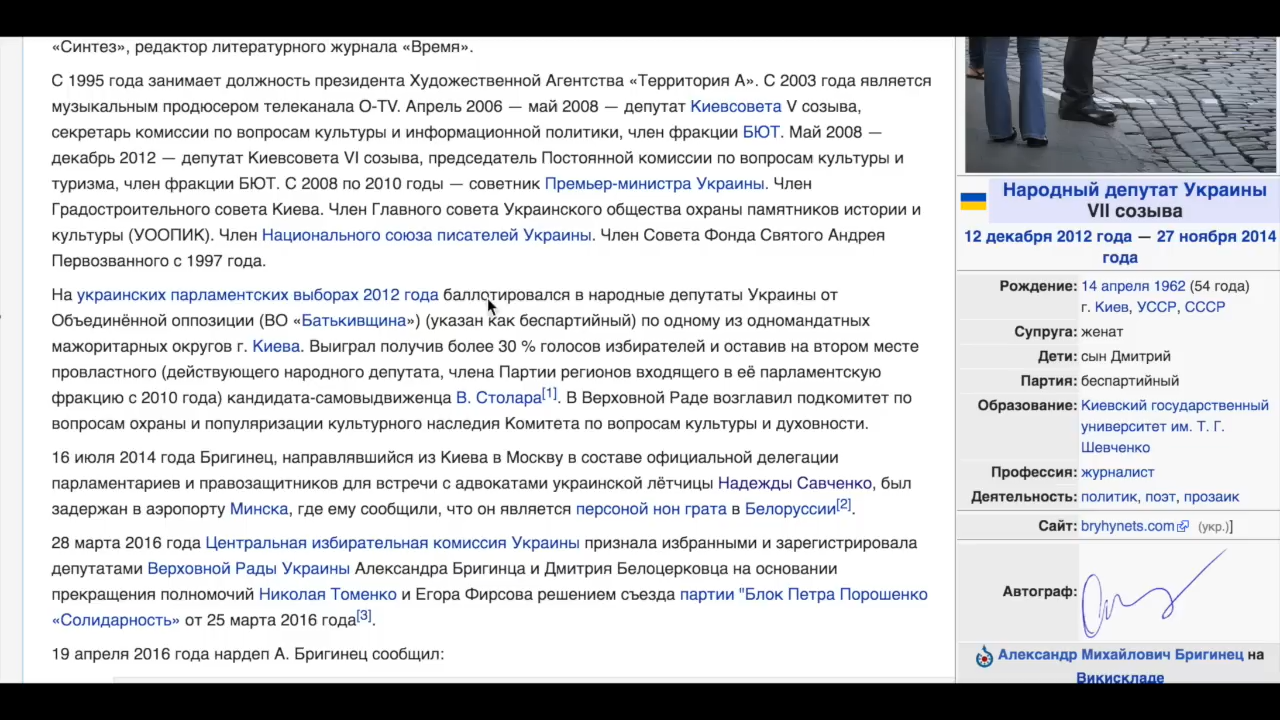 «Синтез», редактор литературного журнала «Время».
С 1995 года занимает должность президента Художественной Агентства «Территория А». С 2003 года является
музыкальным продюсером телеканала O-TV. Апрель 2006 — май 2008 — депутат Киевсовета V созыва,
секретарь комиссии по вопросам культуры и информационной политики, член фракции БЮТ. Май 2008 —
декабрь 2012 — депутат Киевсовета VI созыва, председатель Постоянной комиссии по вопросам культуры и
туризма, член фракции БЮТ. С 2008 по 2010 годы — советник Премьер-министра Украины. Член
Градостроительного совета Киева. Член Главного совета Украинского общества охраны памятников истории и
культуры (УООПИК). Член Национального союза писателей Украины. Член Совета Фонда Святого Андрея
Первозванного с 1997 года.
На украинских парламентских выборах 2012 года баллотировался в народные депутаты Украины от
Объединённой оппозиции (ВО «Батькивщина») (указан как беспартийный) по одному из одномандатных
мажоритарных округов г. Киева. Выиграл получив более 30 % голосов избирателей и оставив на втором месте
провластного (действующего народного депутата, члена Партии регионов входящего в её парламентскую
фракцию с 2010 года) кандидата-самовыдвиженца В. Столара[1]. В Верховной Раде возглавил подкомитет по
вопросам охраны и популяризации культурного наследия Комитета по вопросам культуры и духовности.
16 июля 2014 года Бригинец, направлявшийся из Киева в Москву в составе официальной делегации
парламентариев и правозащитников для встречи с адвокатами украинской лётчицы Надежды Савченко, был
задержан в аэропорту Минска, где ему сообщили, что он является персоной нон грата в Белоруссии[2].
28 марта 2016 года Центральная избирательная комиссия Украины признала избранными и зарегистрировала
депутатами Верховной Рады Украины Александра Бригинца и Дмитрия Белоцерковца на основании
прекращения полномочий Николая Томенко и Егора Фирсова решением съезда партии "Блок Петра Порошенко
«Солидарность» от 25 марта 2016 года[3].
19 апреля 2016 года нардеп А. Бригинец сообщил:
Народный депутат Украины
VII созыва
12 декабря 2012 года — 27 ноября 2014
года
Рождение: 14 апреля 1962 (54 года)
г. Киев, УССР, СССР
Супруга: женат
Дети: сын Дмитрий
Партия: беспартийный
Образование: Киевский государственный
университет им. Т. Г.
Шевченко
Профессия: журналист
Деятельность: политик, поэт, прозаик
Сайт: bryhynets.com (укр.)]
Автограф:
Александр Михайлович Бригинец на
Викискладе